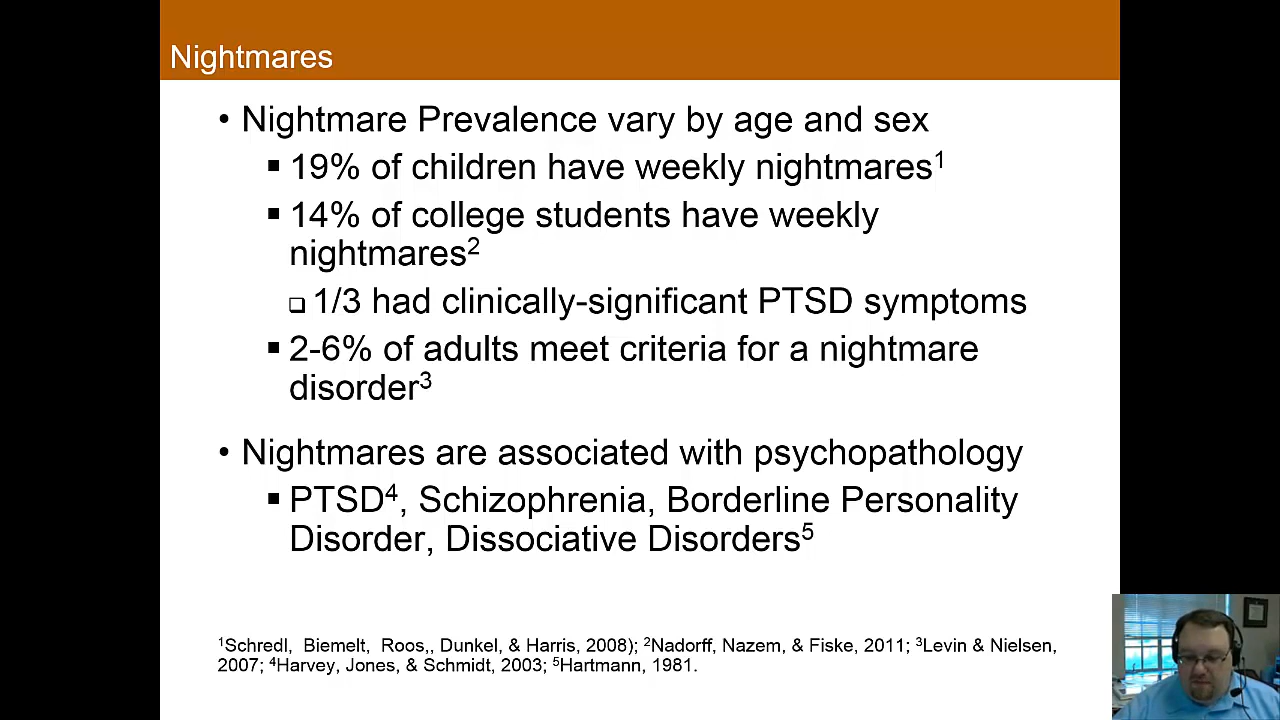 Nightmares
• Nightmare Prevalence vary by age and sex
▪ 19% of children have weekly nightmares¹
▪ 14% of college students have weekly
nightmares²
❑ 1/3 had clinically-significant PTSD symptoms
▪ 2-6% of adults meet criteria for a nightmare
disorder³
• Nightmares are associated with psychopathology
▪ PTSD⁴, Schizophrenia, Borderline Personality
Disorder, Dissociative Disorders⁵
¹Schredl, Biemelt, Roos,, Dunkel, & Harris, 2008); ²Nadorff, Nazem, & Fiske, 2011; ³Levin & Nielsen,
2007; ⁴Harvey, Jones, & Schmidt, 2003; ⁵Hartmann, 1981.